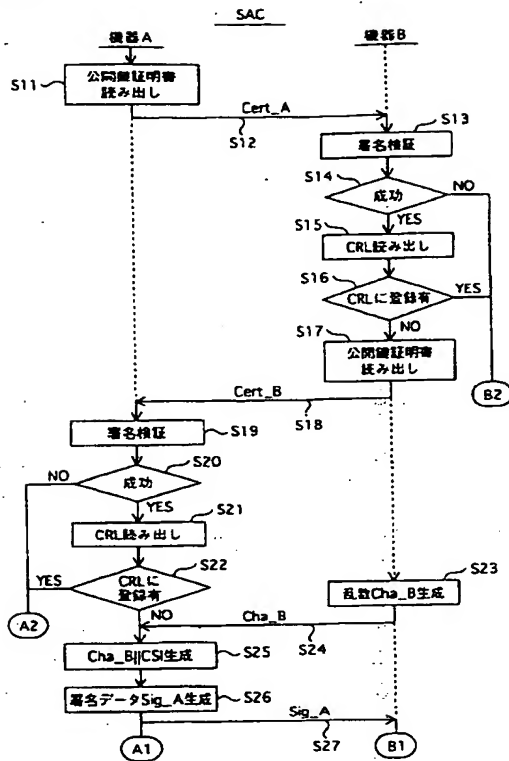 SAC
機器A
機器B
S11
公開鍵証明書
読み出し
Cert_A
S12
S13
署名検証
S14
成功
NO
YES
S15
CRL読み出し
S16
CRLに登録有
YES
NO
S17
公開鍵証明書
読み出し
B2
Cert_B
S18
署名検証
S19
S20
NO
成功
YES
S21
CRL読み出し
S22
YES
CRLに
登録有
NO
A2
S23
乱数Cha_B生成
Cha_B
S24
Cha_B||CSI生成
S25
署名データSig_A生成
S26
Sig_A
S27
A1
B1